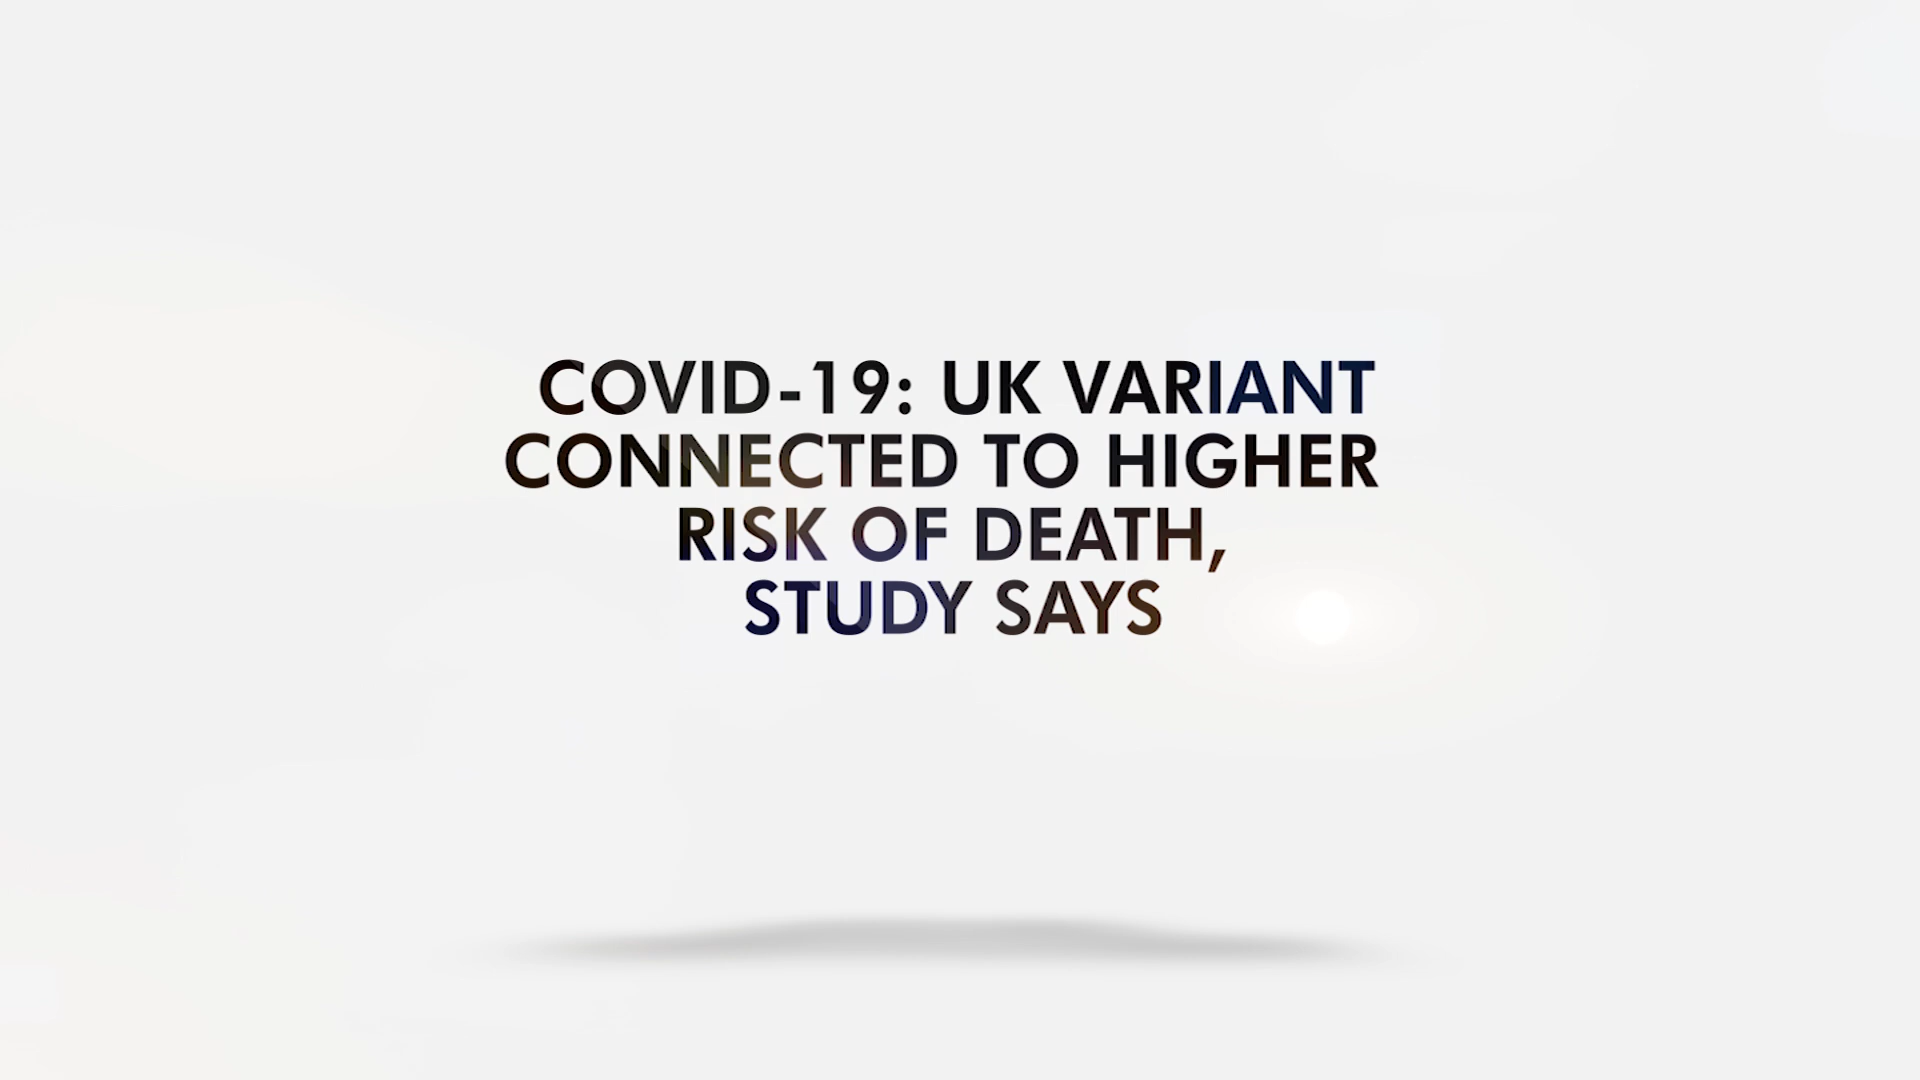 COVID-19: UK VARIANT
CONNECTED TO HIGHER
RISK OF DEATH,
STUDY SAYS